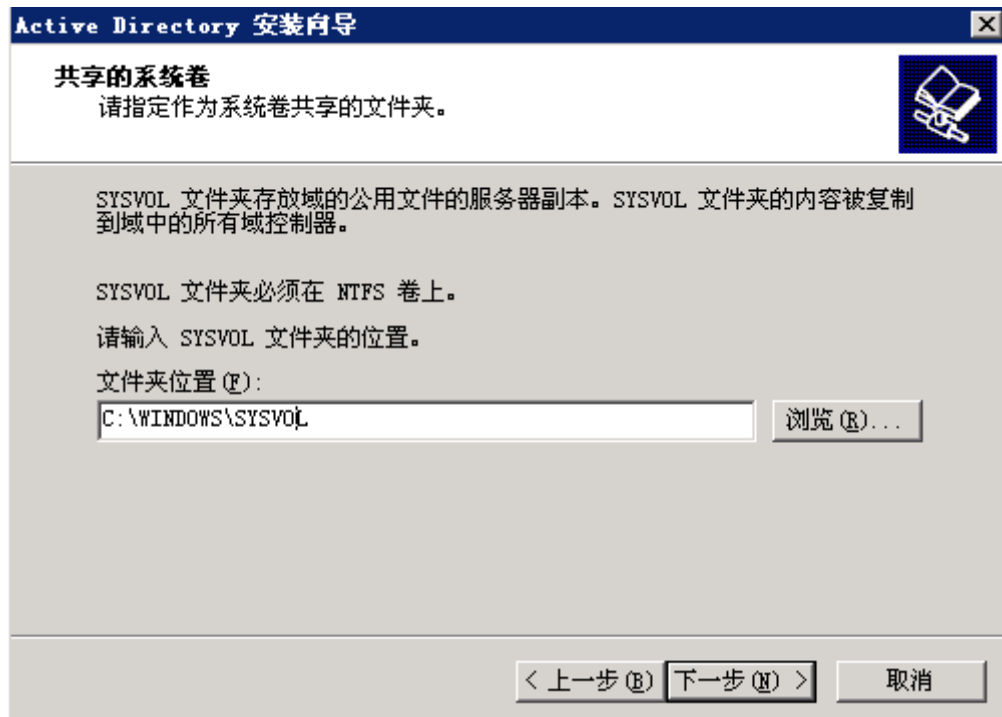 Active Directory 安装向导
共享的系统卷
请指定作为系统卷共享的文件夹。
SYSVOL 文件夹存放域的公用文件的服务器副本。SYSVOL 文件夹的内容被复制
到域中的所有域控制器。
SYSVOL 文件夹必须在 NTFS 卷上。
请输入 SYSVOL 文件夹的位置。
文件夹位置(F):
C:\WINDOWS\SYSVOL
浏览(R)...
< 上一步(B) 下一步(N) > 取消